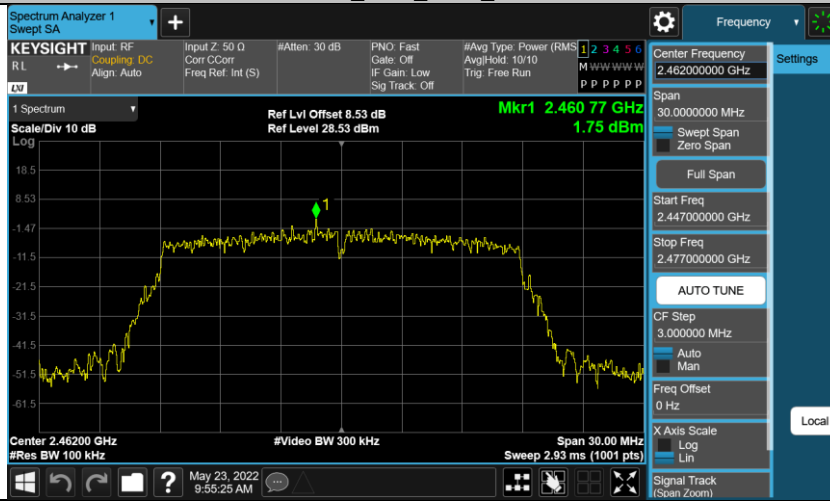 Spectrum Analyzer 1
Swept SA
Frequency
KEYSIGHT
R L
LXI
Input: RF
Coupling: DC
Align: Auto
Input Z: 50 Ω
Corr CCorr
Freq Ref: Int (S)
#Atten: 30 dB
PNO: Fast
Gate: Off
IF Gain: Low
Sig Track: Off
#Avg Type: Power (RMS
Avg|Hold: 10/10
Trig: Free Run
1 2 3 4 5 6
M W W W W W
P P P P P P
1 Spectrum
Scale/Div 10 dB
Log
Ref Lvl Offset 8.53 dB
Ref Level 28.53 dBm
Mkr1 2.460 77 GHz
1.75 dBm
18.5
8.53
-1.47
-11.5
-21.5
-31.5
-41.5
-51.5
-61.5
1
Center 2.46200 GHz
#Res BW 100 kHz
#Video BW 300 kHz
Span 30.00 MHz
Sweep 2.93 ms (1001 pts)
Center Frequency
2.462000000 GHz
Settings
Span
30.0000000 MHz
Swept Span
Zero Span
Full Span
Start Freq
2.447000000 GHz
Stop Freq
2.477000000 GHz
AUTO TUNE
CF Step
3.000000 MHz
Auto
Man
Freq Offset
0 Hz
X Axis Scale
Log
Lin
Local
Signal Track
(Span Zoom)
?
May 23, 2022
9:55:25 AM